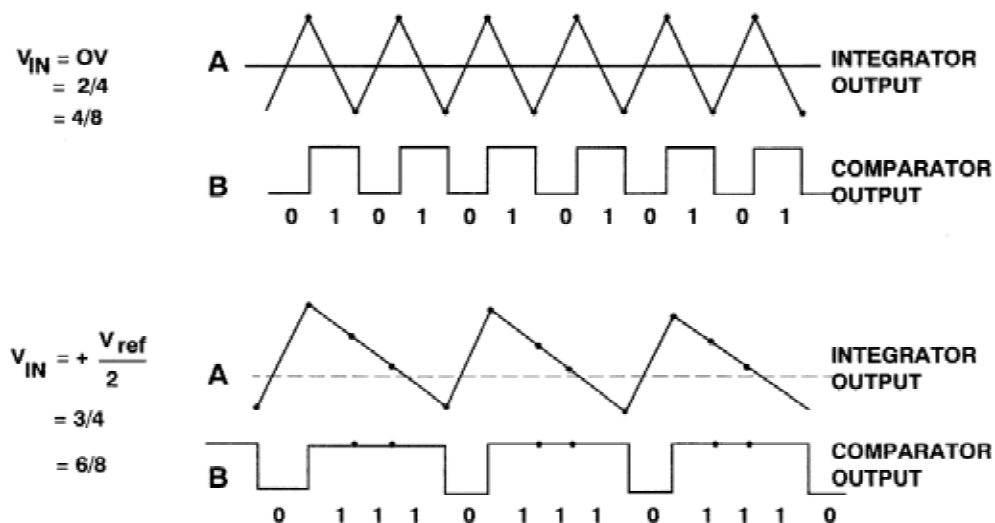 V_IN = OV
= 2/4
= 4/8
A
INTEGRATOR
OUTPUT
B
COMPARATOR
OUTPUT
0 1 0 1 0 1 0 1 0 1 0 1
V_IN = + V_ref / 2
= 3/4
= 6/8
A
INTEGRATOR
OUTPUT
B
COMPARATOR
OUTPUT
0 1 1 1 0 1 1 1 0 1 1 1 0